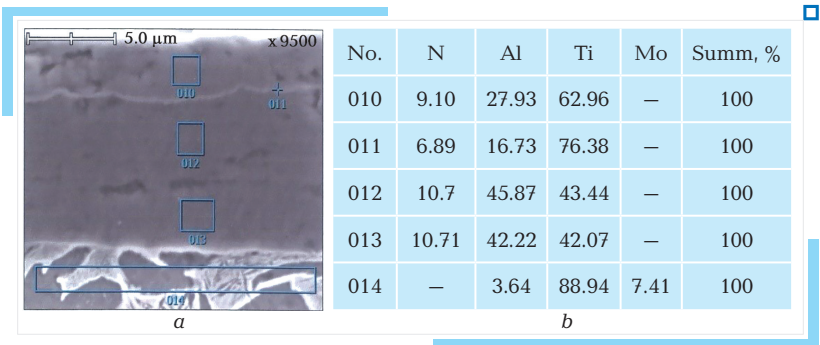 5.0 µm x 9500
010
011
012
013
014
a
No. N Al Ti Mo Summ, %
010 9.10 27.93 62.96 – 100
011 6.89 16.73 76.38 – 100
012 10.7 45.87 43.44 – 100
013 10.71 42.22 42.07 – 100
014 – 3.64 88.94 7.41 100
b